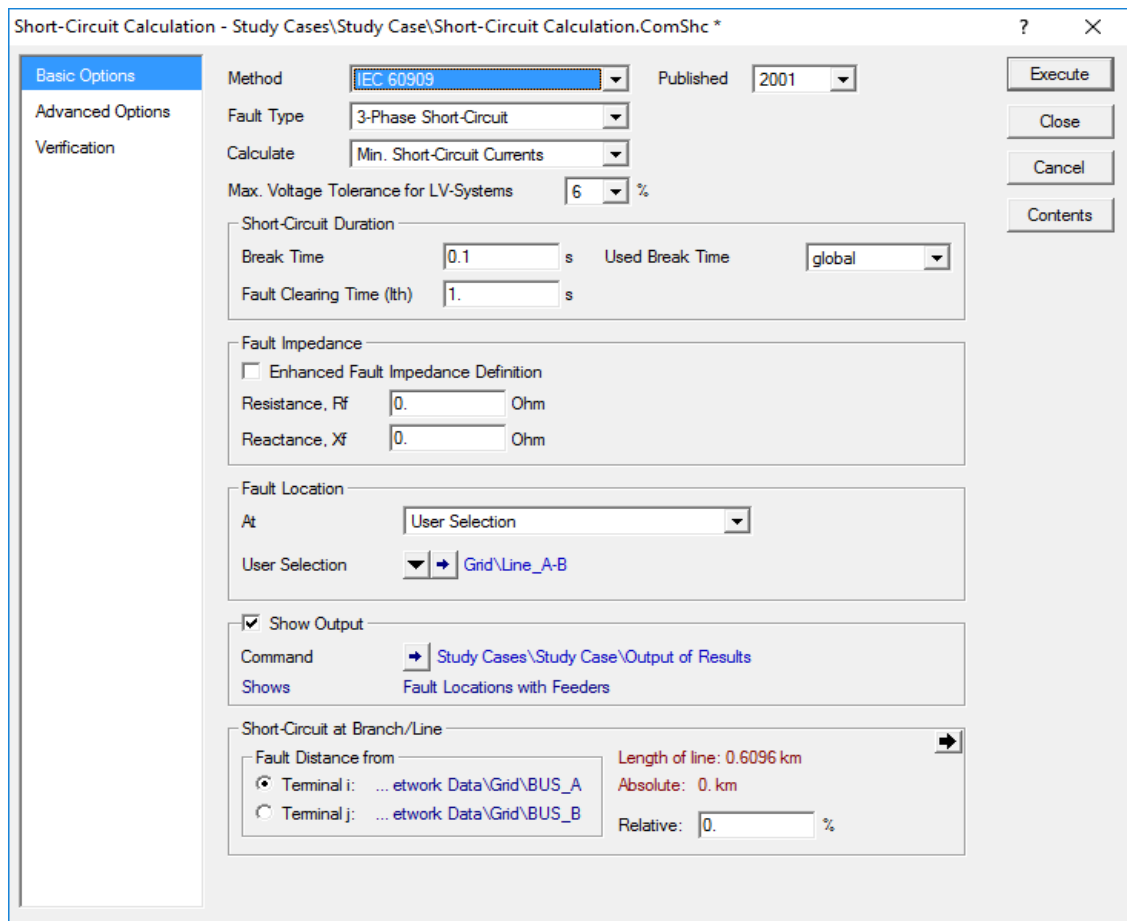 Short-Circuit Calculation - Study Cases\Study Case\Short-Circuit Calculation.ComShc * ?
Basic Options
Advanced Options
Verification
Method IEC 60909 Published 2001
Fault Type 3-Phase Short-Circuit
Calculate Min. Short-Circuit Currents
Max. Voltage Tolerance for LV-Systems 6 %
Short-Circuit Duration
Break Time 0.1 s Used Break Time global
Fault Clearing Time (Ith) 1. s
Fault Impedance
Enhanced Fault Impedance Definition
Resistance, Rf 0. Ohm
Reactance, Xf 0. Ohm
Fault Location
At User Selection
User Selection Grid\Line_A-B
Show Output
Command Study Cases\Study Case\Output of Results
Shows Fault Locations with Feeders
Short-Circuit at Branch/Line
Fault Distance from
Terminal i: ... etwork Data\Grid\BUS_A
Terminal j: ... etwork Data\Grid\BUS_B
Length of line: 0.6096 km
Absolute: 0. km
Relative: 0. %
Execute
Close
Cancel
Contents